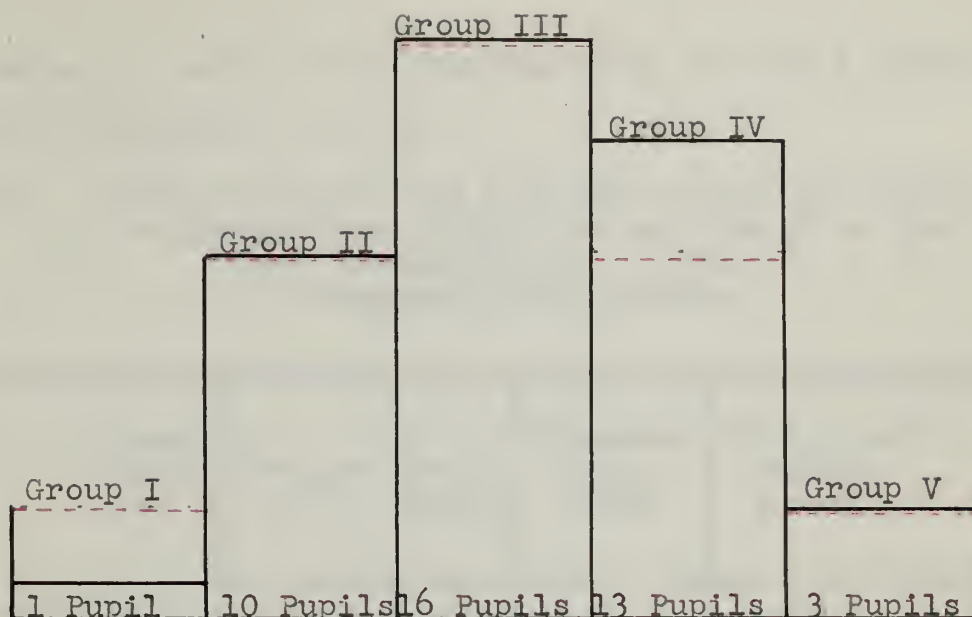 Group III
Group IV
Group II
Group I
Group V
1 Pupil
10 Pupils
16 Pupils
13 Pupils
3 Pupils